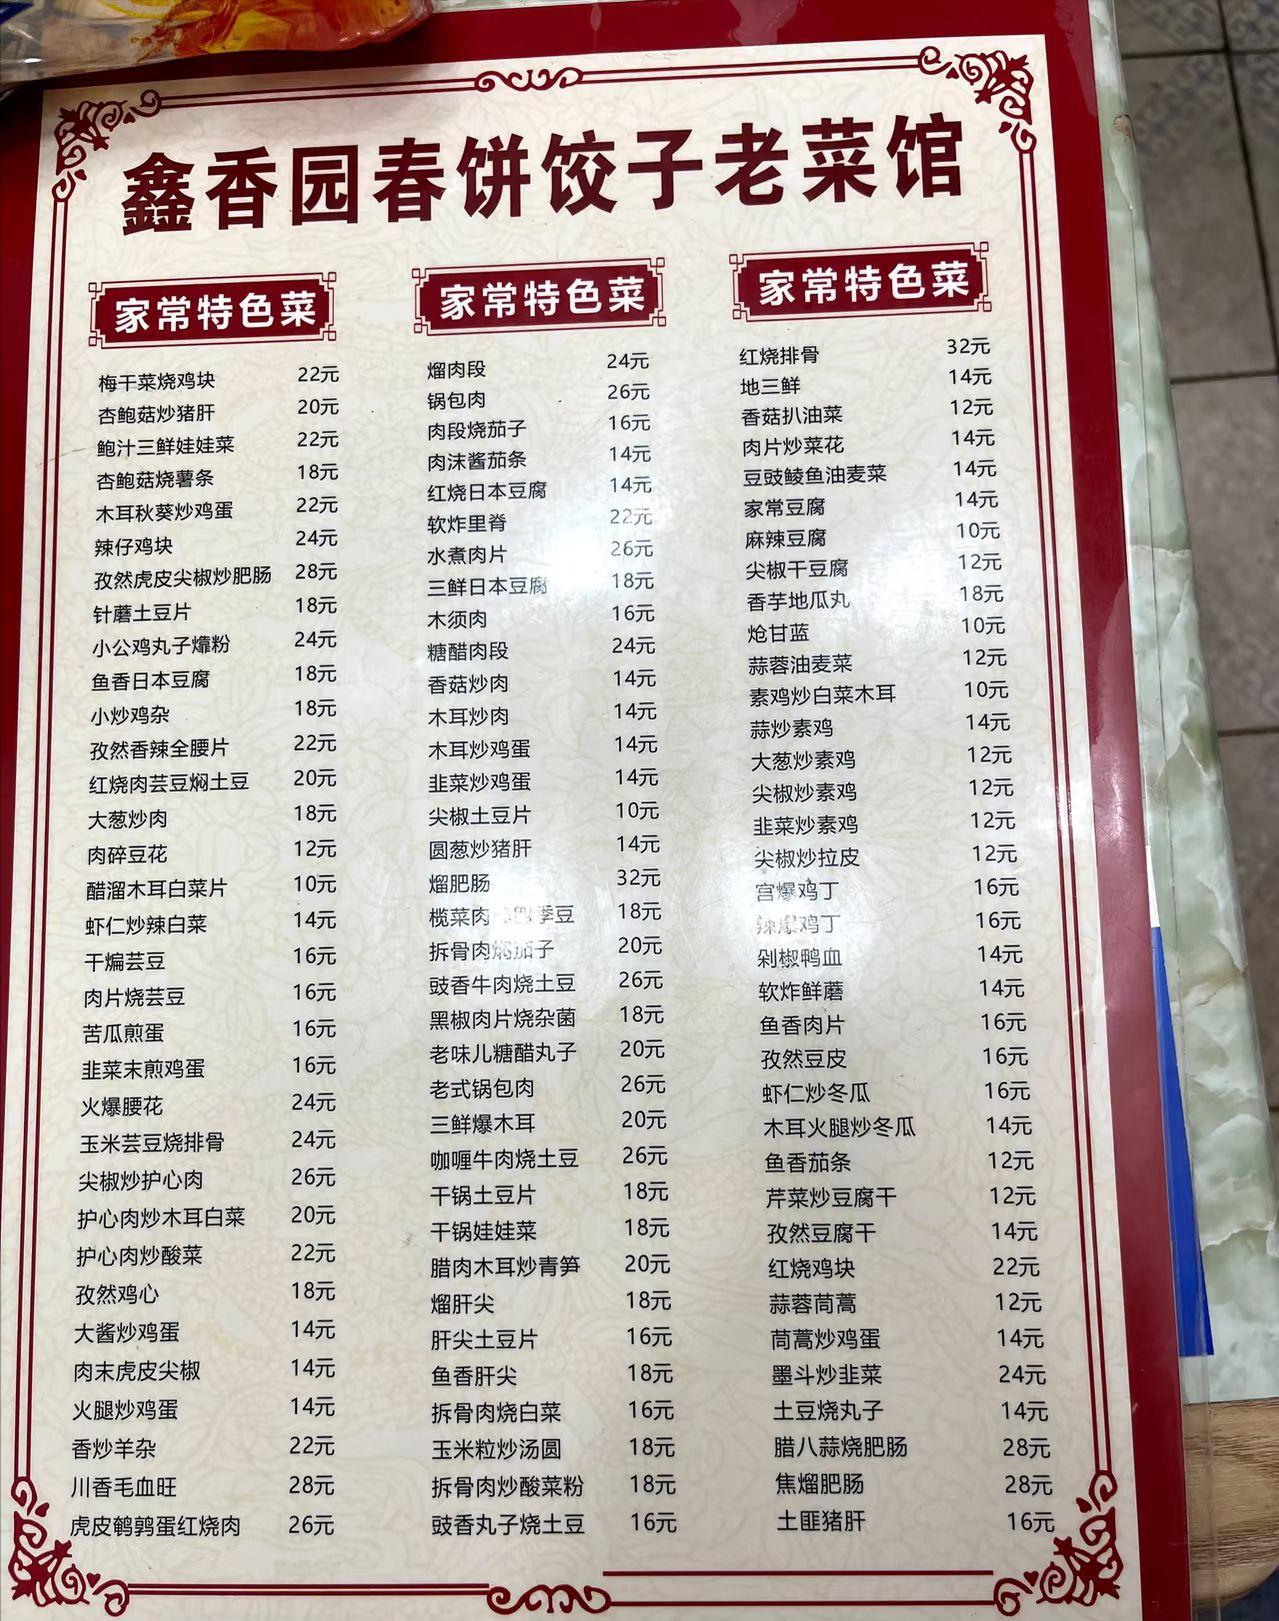 鑫香园春饼饺子老菜馆
家常特色菜
梅干菜烧鸡块 22元
杏鲍菇炒猪肝 20元
鲍汁三鲜娃娃菜 22元
杏鲍菇烧薯条 18元
木耳秋葵炒鸡蛋 22元
辣仔鸡块 24元
孜然虎皮尖椒炒肥肠 28元
针蘑土豆片 18元
小公鸡丸子㸆粉 24元
鱼香日本豆腐 18元
小炒鸡杂 18元
孜然香辣全腰片 22元
红烧肉芸豆焖土豆 20元
大葱炒肉 18元
肉碎豆花 12元
醋溜木耳白菜片 10元
虾仁炒辣白菜 14元
干煸芸豆 16元
肉片烧芸豆 16元
苦瓜煎蛋 16元
韭菜末煎鸡蛋 16元
火爆腰花 24元
玉米芸豆烧排骨 24元
尖椒炒护心肉 26元
护心肉炒木耳白菜 20元
护心肉炒酸菜 22元
孜然鸡心 18元
大酱炒鸡蛋 14元
肉末虎皮尖椒 14元
火腿炒鸡蛋 14元
香炒羊杂 22元
川香毛血旺 28元
虎皮鹌鹑蛋红烧肉 26元
家常特色菜
熘肉段 24元
锅包肉 26元
肉段烧茄子 16元
肉沫酱茄条 14元
红烧日本豆腐 14元
软炸里脊 22元
水煮肉片 26元
三鲜日本豆腐 18元
木须肉 16元
糖醋肉段 24元
香菇炒肉 14元
木耳炒肉 14元
木耳炒鸡蛋 14元
韭菜炒鸡蛋 14元
尖椒土豆片 10元
圆葱炒猪肝 14元
熘肥肠 32元
榄菜肉 四季豆 18元
拆骨肉焖茄子 20元
豉香牛肉烧土豆 26元
黑椒肉片烧杂菌 18元
老味儿糖醋丸子 20元
老式锅包肉 26元
三鲜爆木耳 20元
咖喱牛肉烧土豆 26元
干锅土豆片 18元
干锅娃娃菜 18元
腊肉木耳炒青笋 20元
熘肝尖 18元
肝尖土豆片 16元
鱼香肝尖 18元
拆骨肉烧白菜 16元
玉米粒炒汤圆 18元
拆骨肉炒酸菜粉 18元
豉香丸子烧土豆 16元
家常特色菜
红烧排骨 32元
地三鲜 14元
香菇扒油菜 12元
肉片炒菜花 14元
豆豉鲮鱼油麦菜 14元
家常豆腐 14元
麻辣豆腐 10元
尖椒干豆腐 12元
香芋地瓜丸 18元
炝甘蓝 10元
蒜蓉油麦菜 12元
素鸡炒白菜木耳 10元
蒜炒素鸡 14元
大葱炒素鸡 12元
尖椒炒素鸡 12元
韭菜炒素鸡 12元
尖椒炒拉皮 12元
宫爆鸡丁 16元
辣爆鸡丁 16元
剁椒鸭血 14元
软炸鲜蘑 14元
鱼香肉片 16元
孜然豆皮 16元
虾仁炒冬瓜 16元
木耳火腿炒冬瓜 14元
鱼香茄条 12元
芹菜炒豆腐干 12元
孜然豆腐干 14元
红烧鸡块 22元
蒜蓉茼蒿 12元
茼蒿炒鸡蛋 14元
墨斗炒韭菜 24元
土豆烧丸子 14元
腊八蒜烧肥肠 28元
焦熘肥肠 28元
土匪猪肝 16元